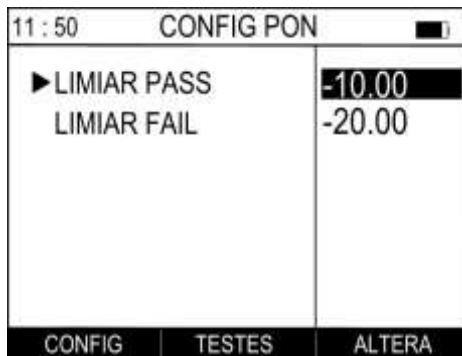 11 : 50 CONFIG PON
▶LIMIAR PASS -10.00
LIMIAR FAIL -20.00
CONFIG TESTES ALTERA